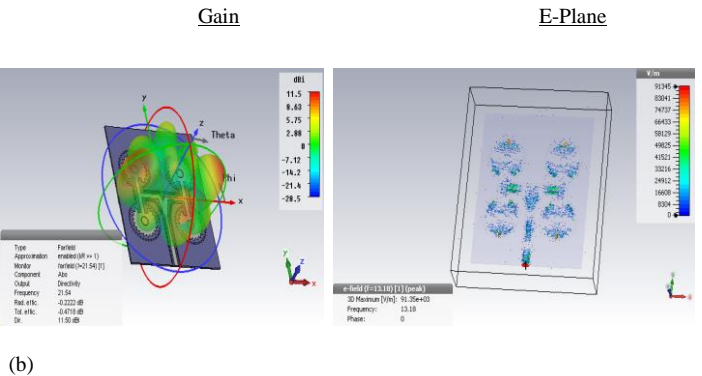 Gain
E-Plane
dBi
11.5
8.63
5.75
2.88
0
-7.12
-14.2
-21.4
-28.5
y
z
Theta
Phi
x
y
z
x
Type Farfield
Approximation enabled (kR >> 1)
Monitor farfield (f=21.54) [1]
Component Abs
Output Directivity
Frequency 21.54
Rad. effic. -0.2222 dB
Tot. effic. -0.4718 dB
Dir. 11.50 dBi
V/m
91345
83041
74737
66433
58129
49825
41521
33216
24912
16608
8304
0
e-field (f=13.18) [1] (peak)
3D Maximum [V/m]: 91.35e+03
Frequency: 13.18
Phase: 0
(b)